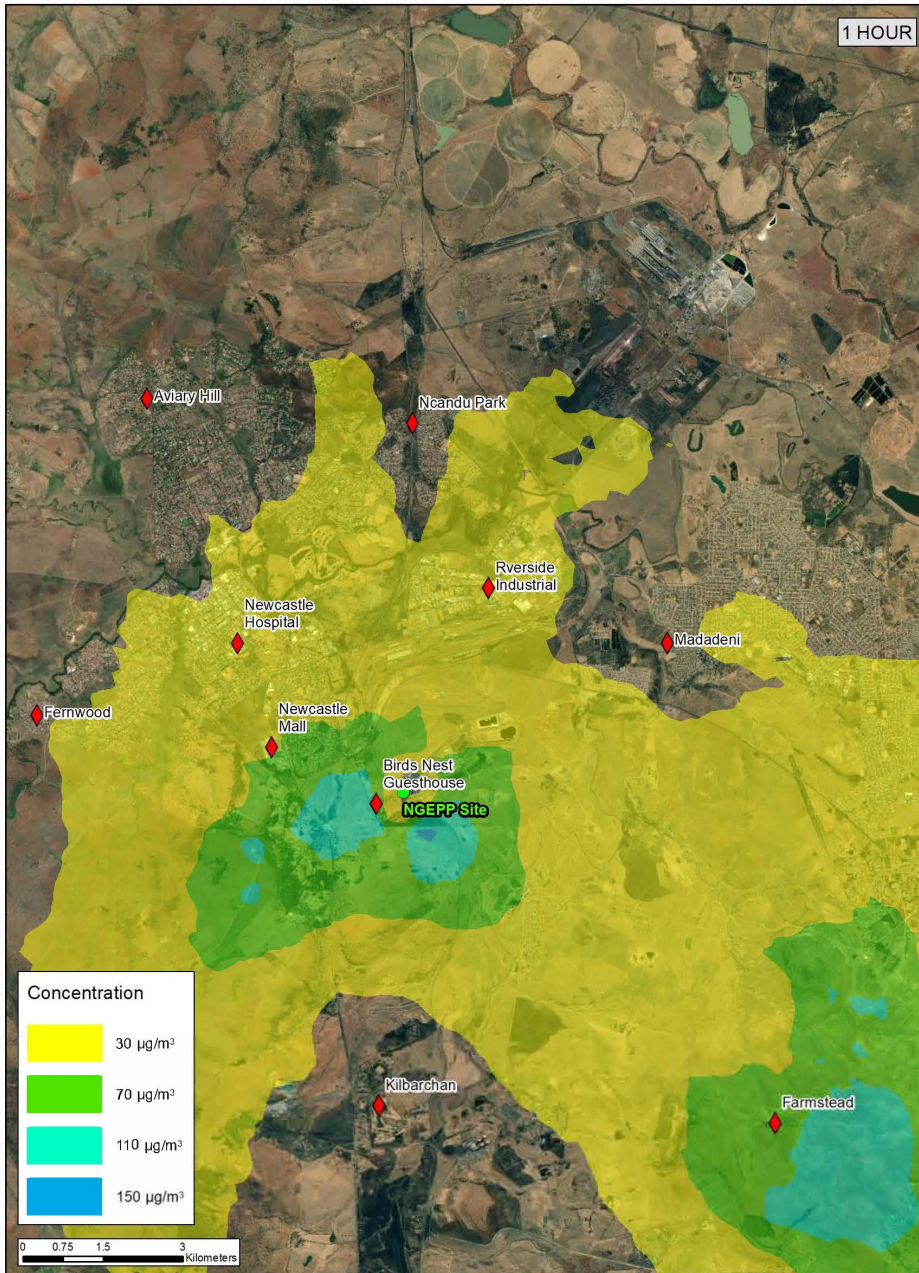 1 HOUR
Aviary Hill
Ncandu Park
Rverside
Industrial
Newcastle
Hospital
Madadeni
Fernwood
Newcastle
Mall
Birds Nest
Guesthouse
NGEPP Site
Concentration
30 µg/m³
70 µg/m³
110 µg/m³
150 µg/m³
Kilbarchan
Farmstead
0 0.75 1.5 3
Kilometers